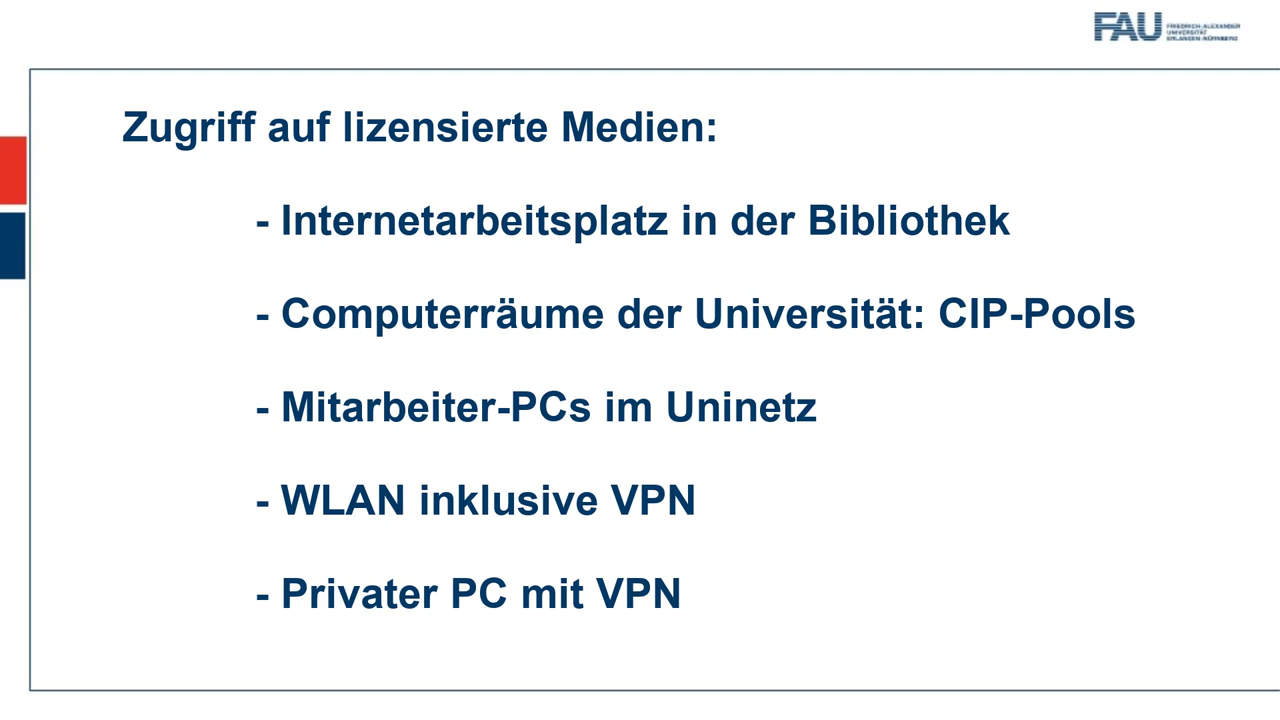 FAU
FRIEDRICH-ALEXANDER
UNIVERSITÄT
ERLANGEN-NÜRNBERG
Zugriff auf lizensierte Medien:
- Internetarbeitsplatz in der Bibliothek
- Computerräume der Universität: CIP-Pools
- Mitarbeiter-PCs im Uninetz
- WLAN inklusive VPN
- Privater PC mit VPN